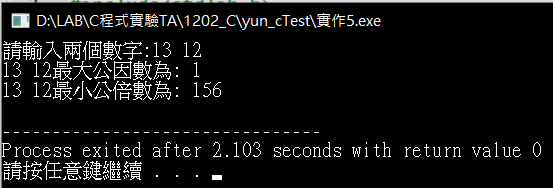 D:\LAB\C程式實驗TA\1202_C\yun_cTest\實作5.exe
請輸入兩個數字:13 12
13 12最大公因數為: 1
13 12最小公倍數為: 156
--------------------------------
Process exited after 2.103 seconds with return value 0
請按任意鍵繼續 . . .